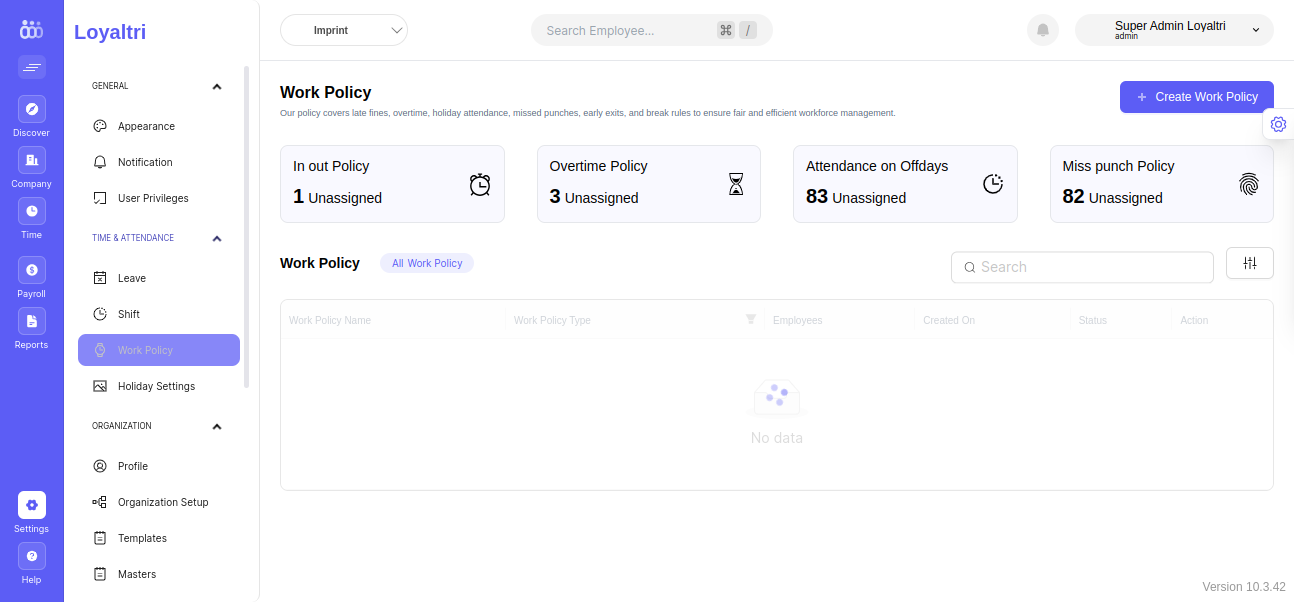 Loyaltri
Imprint
Search Employee...
⌘ /
Super Admin Loyaltri
admin
Discover
Company
Time
Payroll
Reports
Settings
Help
GENERAL
Appearance
Notification
User Privileges
TIME & ATTENDANCE
Leave
Shift
Work Policy
Holiday Settings
ORGANIZATION
Profile
Organization Setup
Templates
Masters
Work Policy
Our policy covers late fines, overtime, holiday attendance, missed punches, early exits, and break rules to ensure fair and efficient workforce management.
+ Create Work Policy
In out Policy
1 Unassigned
Overtime Policy
3 Unassigned
Attendance on Offdays
83 Unassigned
Miss punch Policy
82 Unassigned
Work Policy
All Work Policy
Search
Work Policy Name Work Policy Type Employees Created On Status Action
No data
Version 10.3.42